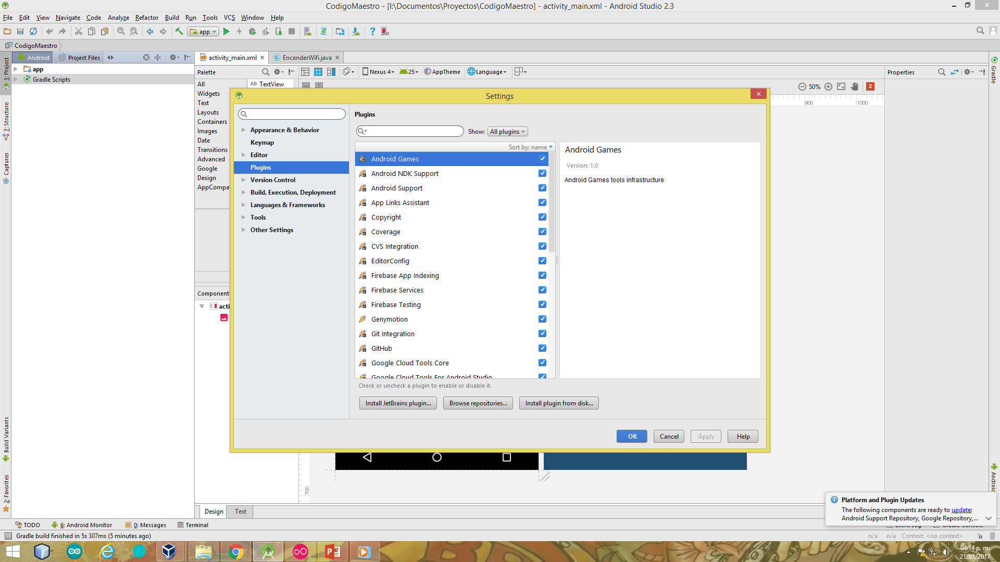 CodigoMaestro - [I:\Documentos\Proyectos\CodigoMaestro] - activity_main.xml - Android Studio 2.3
File Edit View Navigate Code Analyze Refactor Build Run Tools VCS Window Help
app
CodigoMaestro
Android Project Files
activity_main.xml EncenderWifi.java
1: Project
7: Structure
Captures
Build Variants
2: Favorites
app
Gradle Scripts
Palette
All
Widgets
Text
Layouts
Containers
Images
Date
Transitions
Advanced
Google
Design
AppCompat
Ab TextView
Nexus 4 25 AppTheme Language
50% 2
900 1000
Properties
Gradle
Component
acti
Settings
Appearance & Behavior
Keymap
Editor
Plugins
Version Control
Build, Execution, Deployment
Languages & Frameworks
Tools
Other Settings
Plugins
Show: All plugins
Sort by: name
Android Games
Android NDK Support
Android Support
App Links Assistant
Copyright
Coverage
CVS Integration
EditorConfig
Firebase App Indexing
Firebase Services
Firebase Testing
Genymotion
Git Integration
GitHub
Google Cloud Tools Core
Google Cloud Tools For Android Studio
Android Games
Version: 1.0
Android Games tools infrastructure
Check or uncheck a plugin to enable or disable it.
Install JetBrains plugin... Browse repositories... Install plugin from disk...
OK Cancel Apply Help
700
Design Text
Android
Platform and Plugin Updates
The following components are ready to update:
Android Support Repository, Google Repository,...
TODO 6: Android Monitor 0: Messages Terminal Event Log Gradle Console
Gradle build finished in 5s 307ms (5 minutes ago)
n/a n/a Context: <no context>
04:14 p. m.
21/03/2017